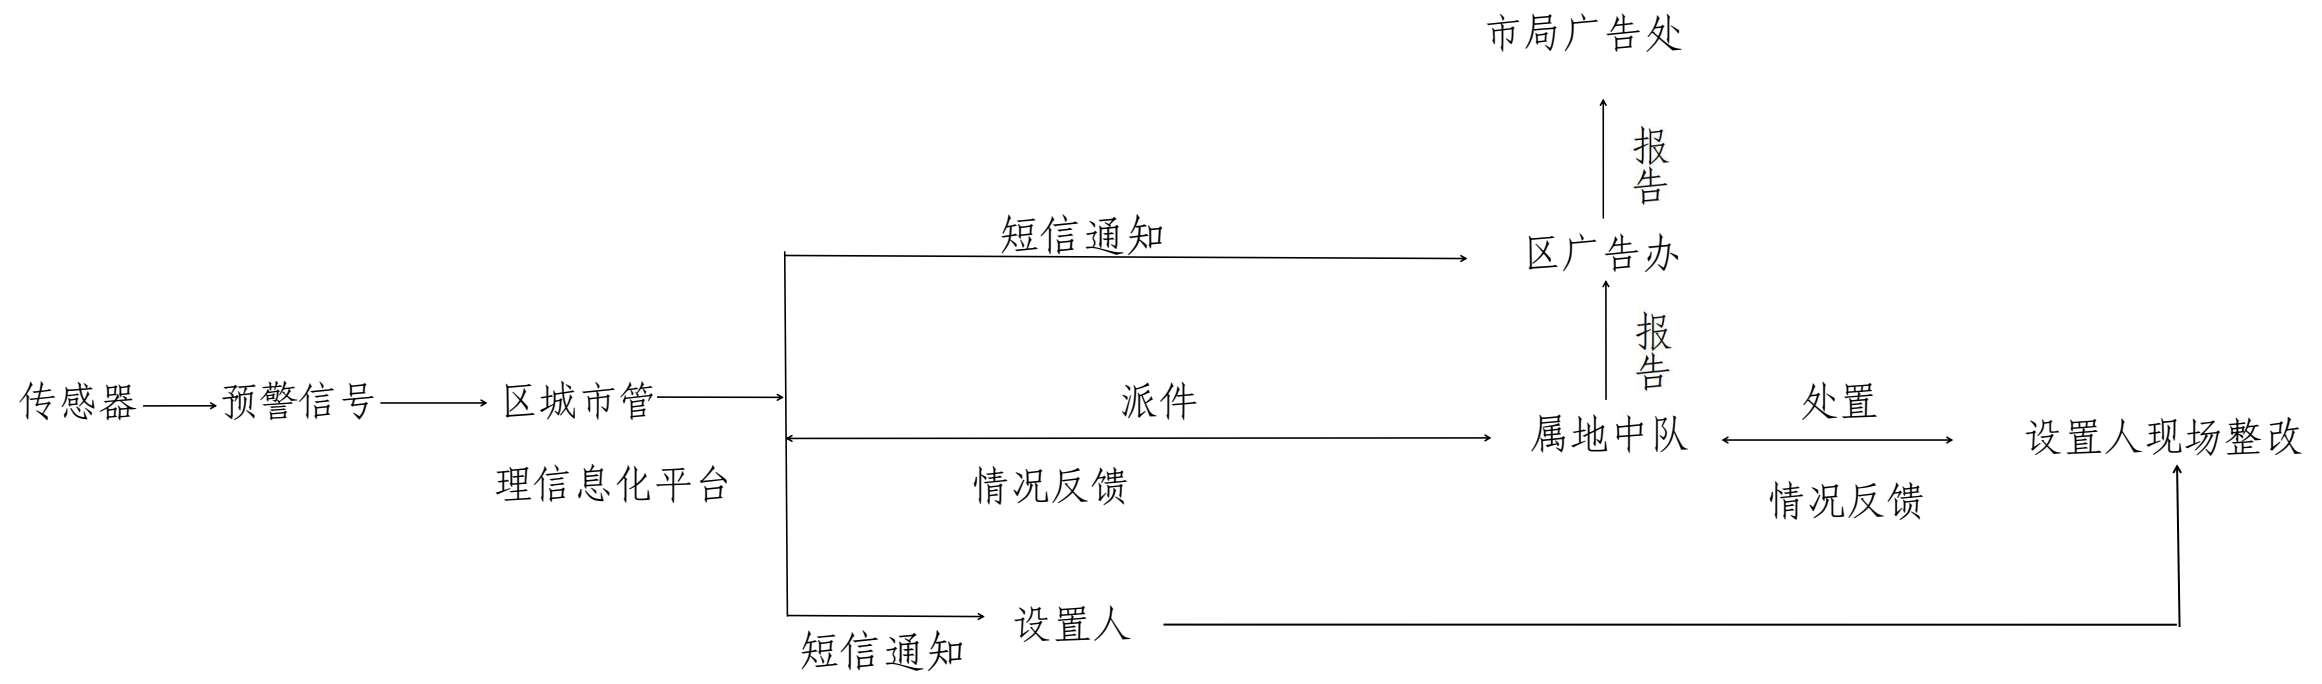 市局广告处
报告
短信通知
区广告办
报告
传感器
预警信号
区城市管
理信息化平台
派件
情况反馈
属地中队
处置
情况反馈
设置人现场整改
短信通知
设置人